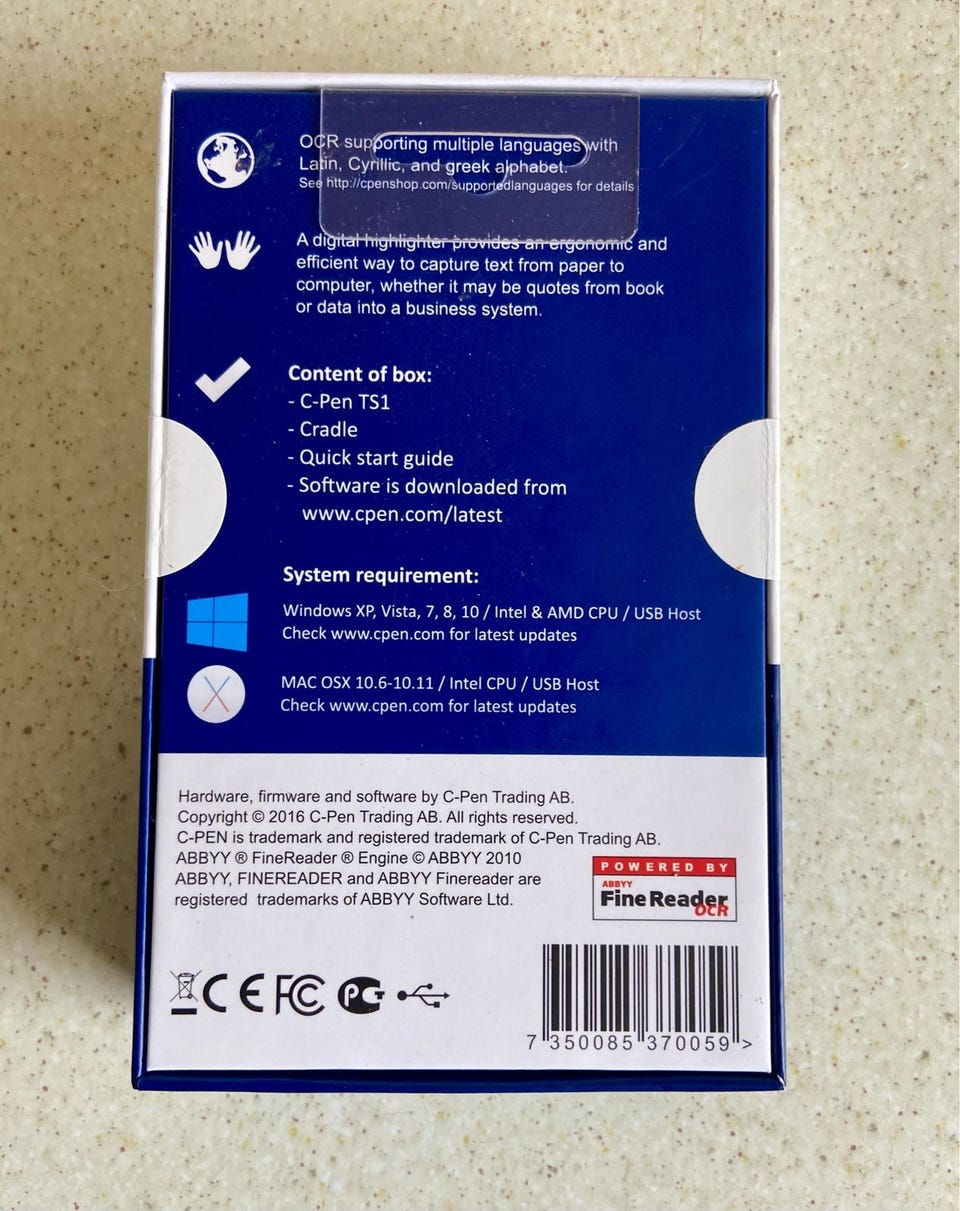 OCR supporting multiple languages with
Latin, Cyrillic, and greek alphabet.
See http://cpenshop.com/supportedlanguages for details
A digital highlighter provides an ergonomic and
efficient way to capture text from paper to
computer, whether it may be quotes from book
or data into a business system.
Content of box:
- C-Pen TS1
- Cradle
- Quick start guide
- Software is downloaded from
www.cpen.com/latest
System requirement:
Windows XP, Vista, 7, 8, 10 / Intel & AMD CPU / USB Host
Check www.cpen.com for latest updates
MAC OSX 10.6-10.11 / Intel CPU / USB Host
Check www.cpen.com for latest updates
Hardware, firmware and software by C-Pen Trading AB.
Copyright © 2016 C-Pen Trading AB. All rights reserved.
C-PEN is trademark and registered trademark of C-Pen Trading AB.
ABBYY ® FineReader ® Engine © ABBYY 2010
ABBYY, FINEREADER and ABBYY Finereader are
registered trademarks of ABBYY Software Ltd.
POWERED BY
ABBYY
FineReader
OCR
CE FC PG
7 350085 370059 >